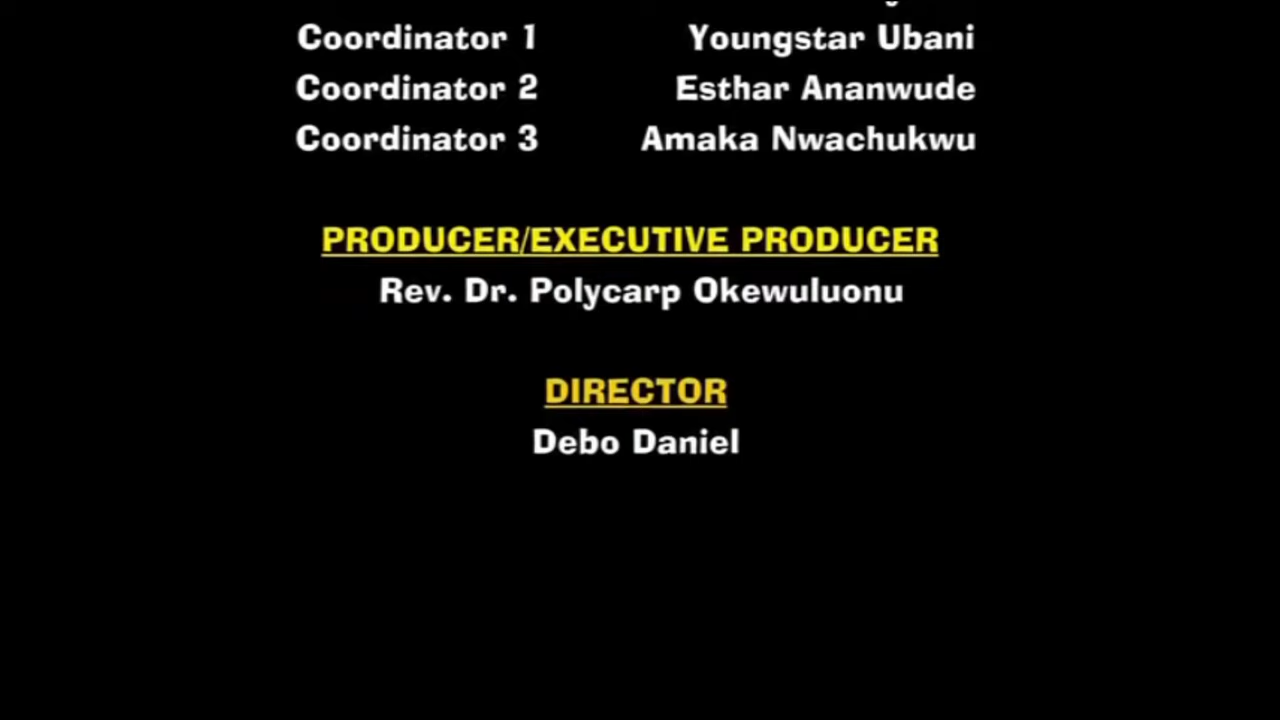 Coordinator 1 Youngstar Ubani
Coordinator 2 Esthar Ananwude
Coordinator 3 Amaka Nwachukwu
PRODUCER/EXECUTIVE PRODUCER
Rev. Dr. Polycarp Okewuluonu
DIRECTOR
Debo Daniel